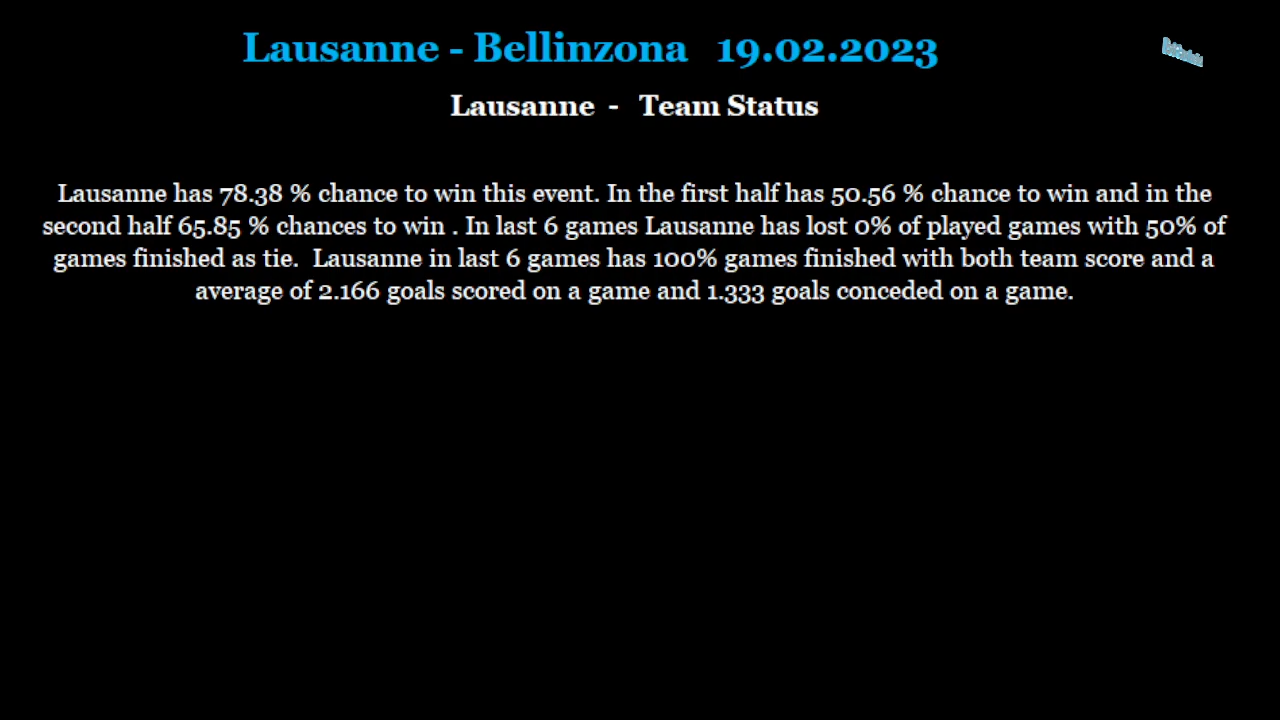 Lausanne - Bellinzona 19.02.2023
Lausanne - Team Status
Lausanne has 78.38 % chance to win this event. In the first half has 50.56 % chance to win and in the
second half 65.85 % chances to win . In last 6 games Lausanne has lost 0% of played games with 50% of
games finished as tie. Lausanne in last 6 games has 100% games finished with both team score and a
average of 2.166 goals scored on a game and 1.333 goals conceded on a game.